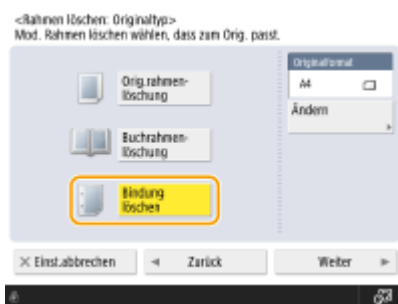 <Rahmen löschen: Originaltyp>
Mod. Rahmen löschen wählen, dass zum Orig. passt.
Originalformat
A4
Orig.rahmen-
löschung
Ändern
Buchrahmen-
löschung
Bindung
löschen
Einst.abbrechen
Zurück
Weiter